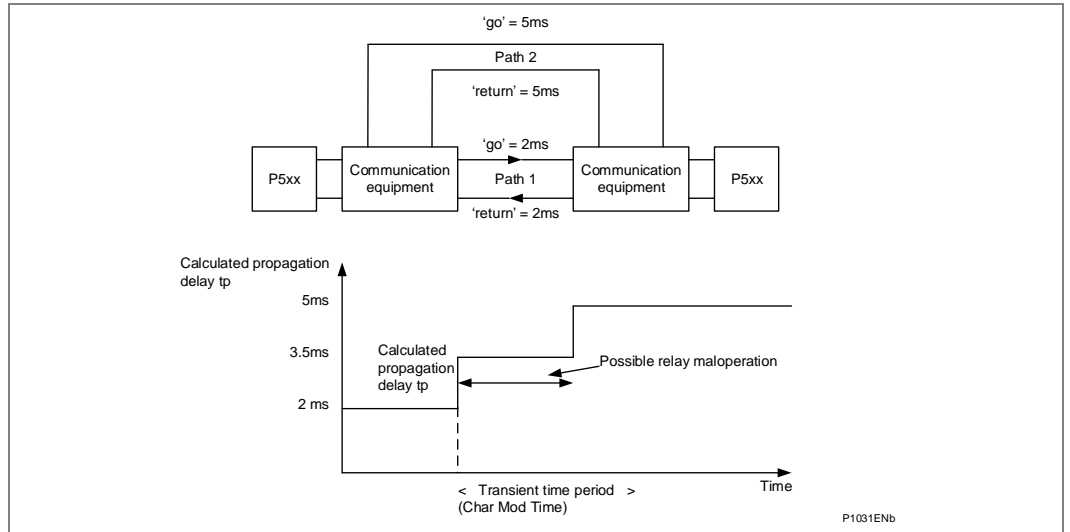 ‘go’ = 5ms
Path 2
‘return’ = 5ms
‘go’ = 2ms
P5xx
Communication
equipment
Path 1
Communication
equipment
P5xx
‘return’ = 2ms
Calculated propagation
delay tp
5ms
3.5ms
Calculated
propagation
delay tp
Possible relay maloperation
2 ms
< Transient time period >
(Char Mod Time)
Time
P1031ENb